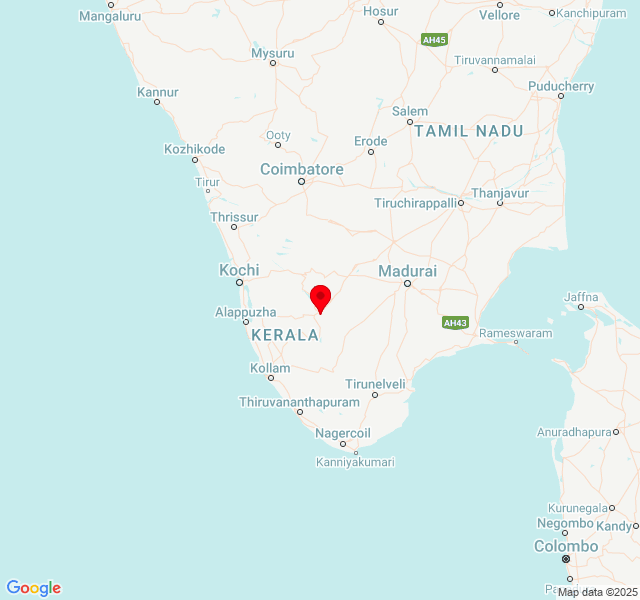 Mangaluru
Hosur
Vellore
Kanchipuram
AH45
Mysuru
Tiruvannamalai
Kannur
Puducherry
Salem
TAMIL NADU
Ooty
Erode
Kozhikode
Coimbatore
Tirur
Thanjavur
Tiruchirappalli
Thrissur
Kochi
Madurai
Jaffna
Alappuzha
AH43
KERALA
Rameswaram
Kollam
Tirunelveli
Thiruvananthapuram
Nagercoil
Anuradhapura
Kanniyakumari
Kurunegala
Negombo
Kandy
Colombo
Google
Map data ©2025